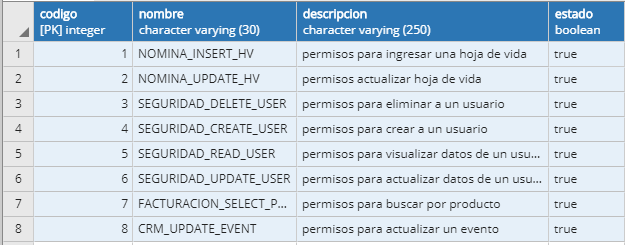 codigo nombre descripcion estado
[PK] integer character varying (30) character varying (250) boolean
1 1 NOMINA_INSERT_HV permisos para ingresar una hoja de vida true
2 2 NOMINA_UPDATE_HV permisos actualizar hoja de vida true
3 3 SEGURIDAD_DELETE_USER permisos para eliminar a un usuario true
4 4 SEGURIDAD_CREATE_USER permisos para crear a un usuario true
5 5 SEGURIDAD_READ_USER permisos para visualizar datos de un usu... true
6 6 SEGURIDAD_UPDATE_USER permisos para actualizar datos de un usu... true
7 7 FACTURACION_SELECT_P... permisos para buscar por producto true
8 8 CRM_UPDATE_EVENT permisos para actualizar un evento true